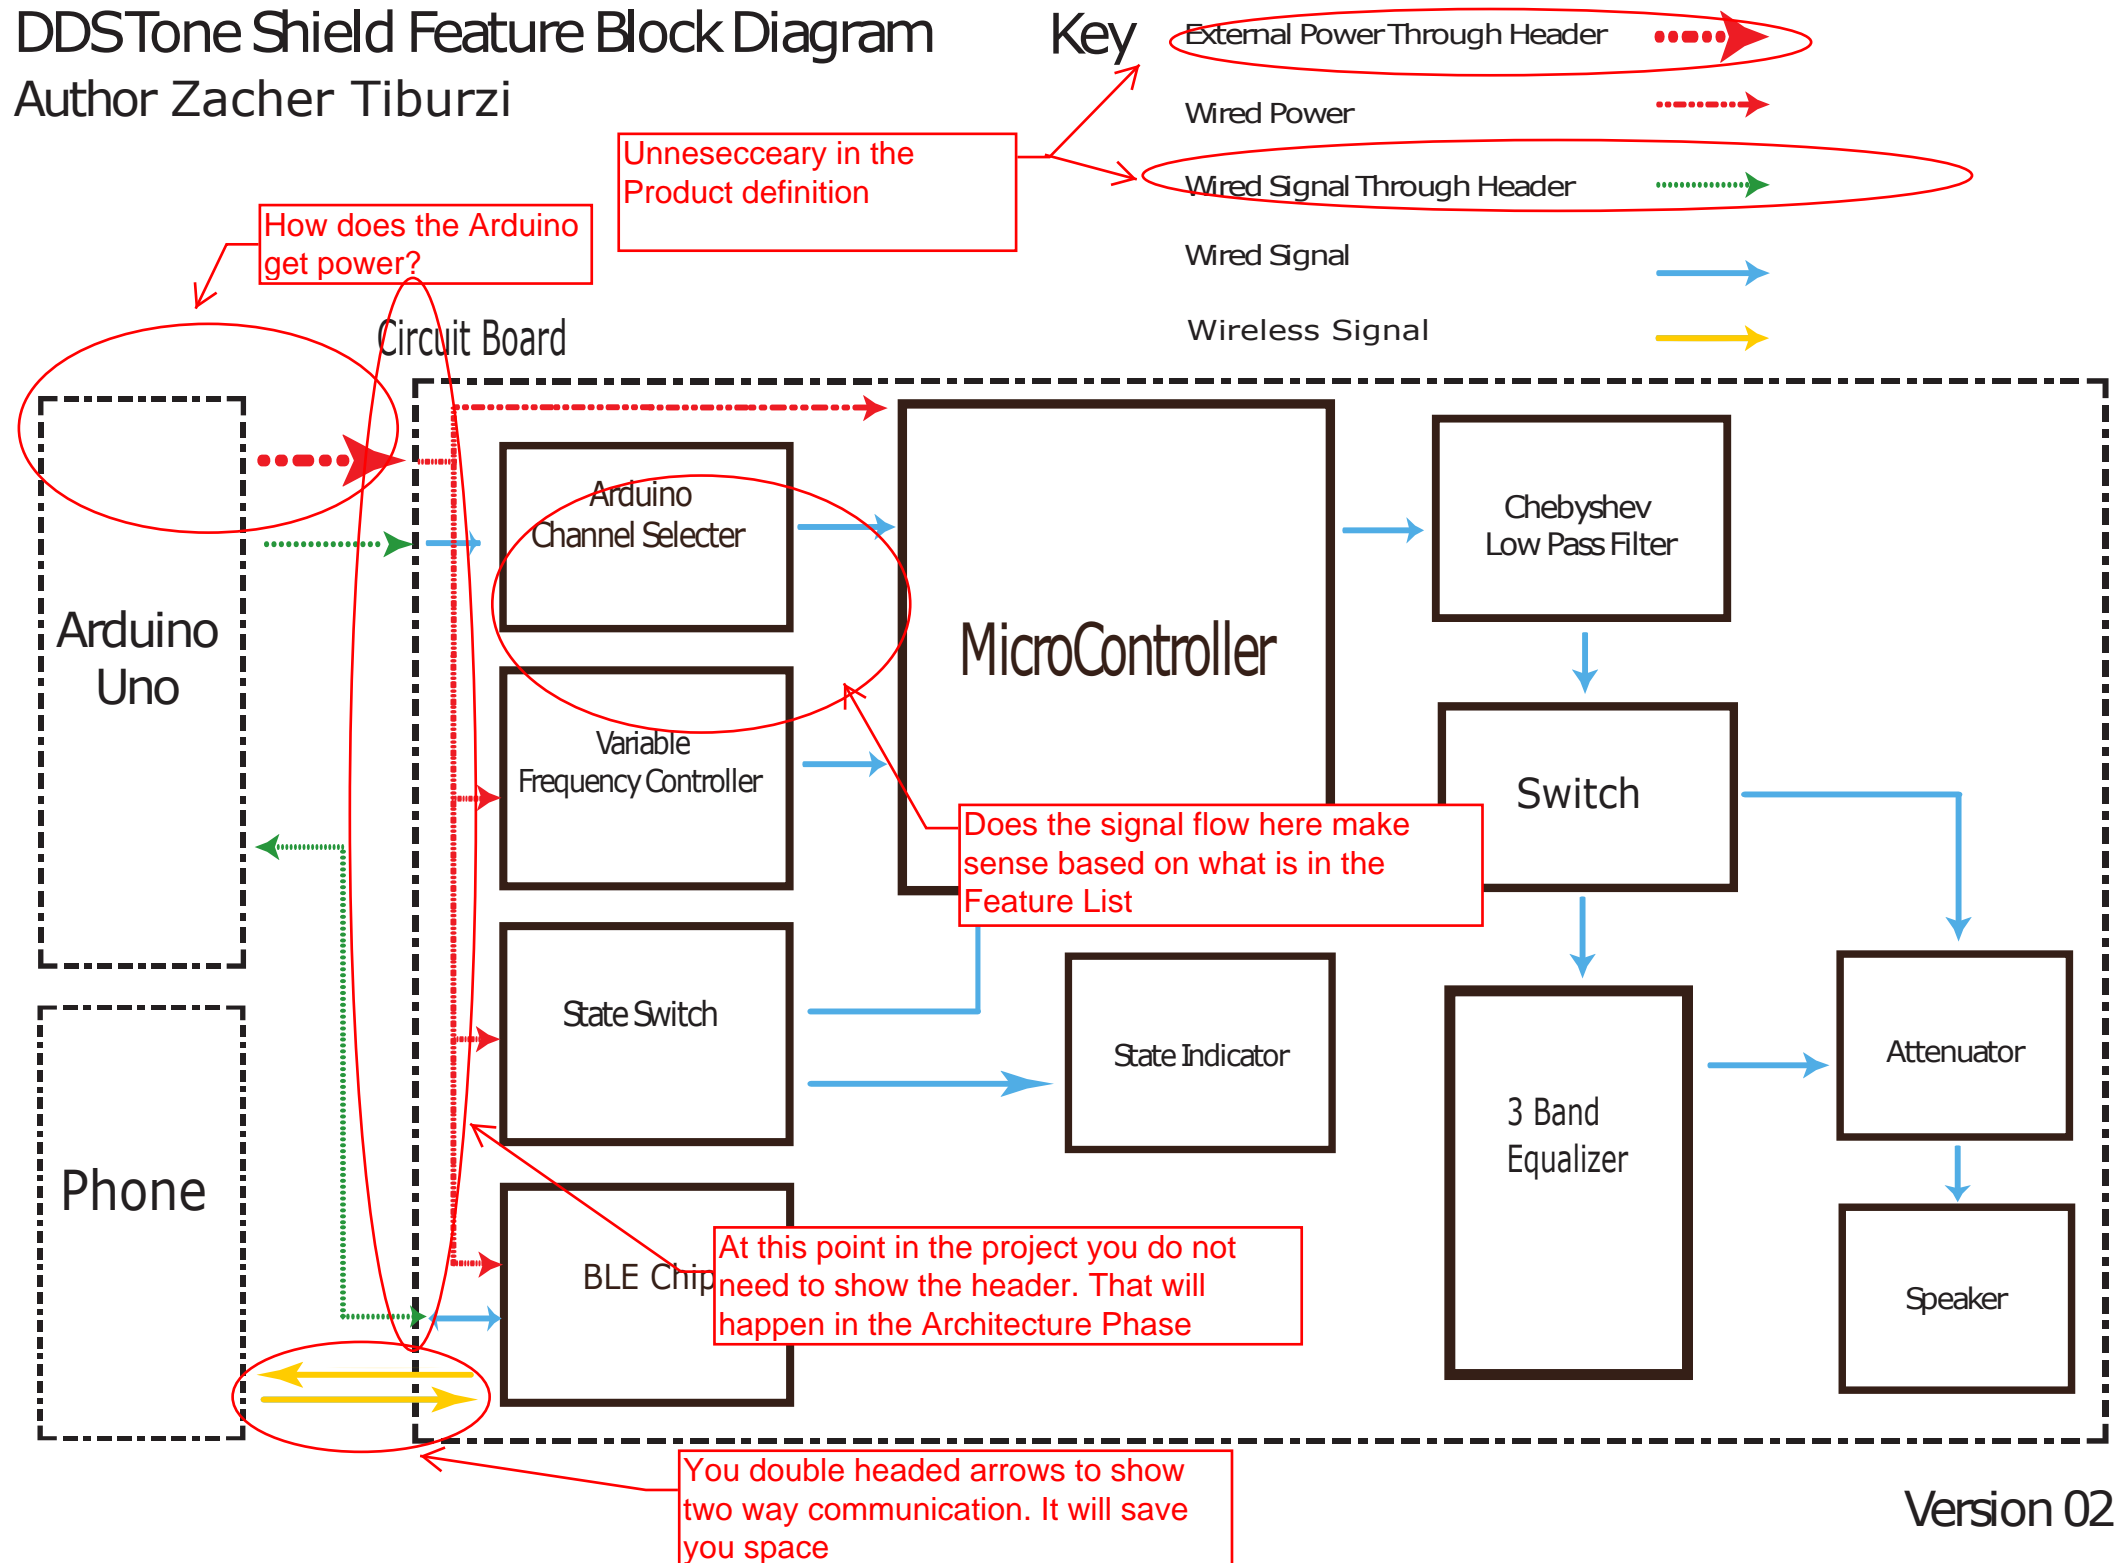 DDS Tone Shield Feature Block Diagram
Author Zacher Tiburzi
Key
External Power Through Header
Wired Power
Wired Signal Through Header
Wired Signal
Wireless Signal
Unnesecceary in the
Product definition
How does the Arduino
get power?
Circuit Board
Arduino
Uno
Phone
Arduino
Channel Selecter
Variable
Frequency Controller
State Switch
BLE Chip
MicroController
State Indicator
Chebyshev
Low Pass Filter
Switch
3 Band
Equalizer
Attenuator
Speaker
Does the signal flow here make
sense based on what is in the
Feature List
At this point in the project you do not
need to show the header. That will
happen in the Architecture Phase
You double headed arrows to show
two way communication. It will save
you space
Version 02